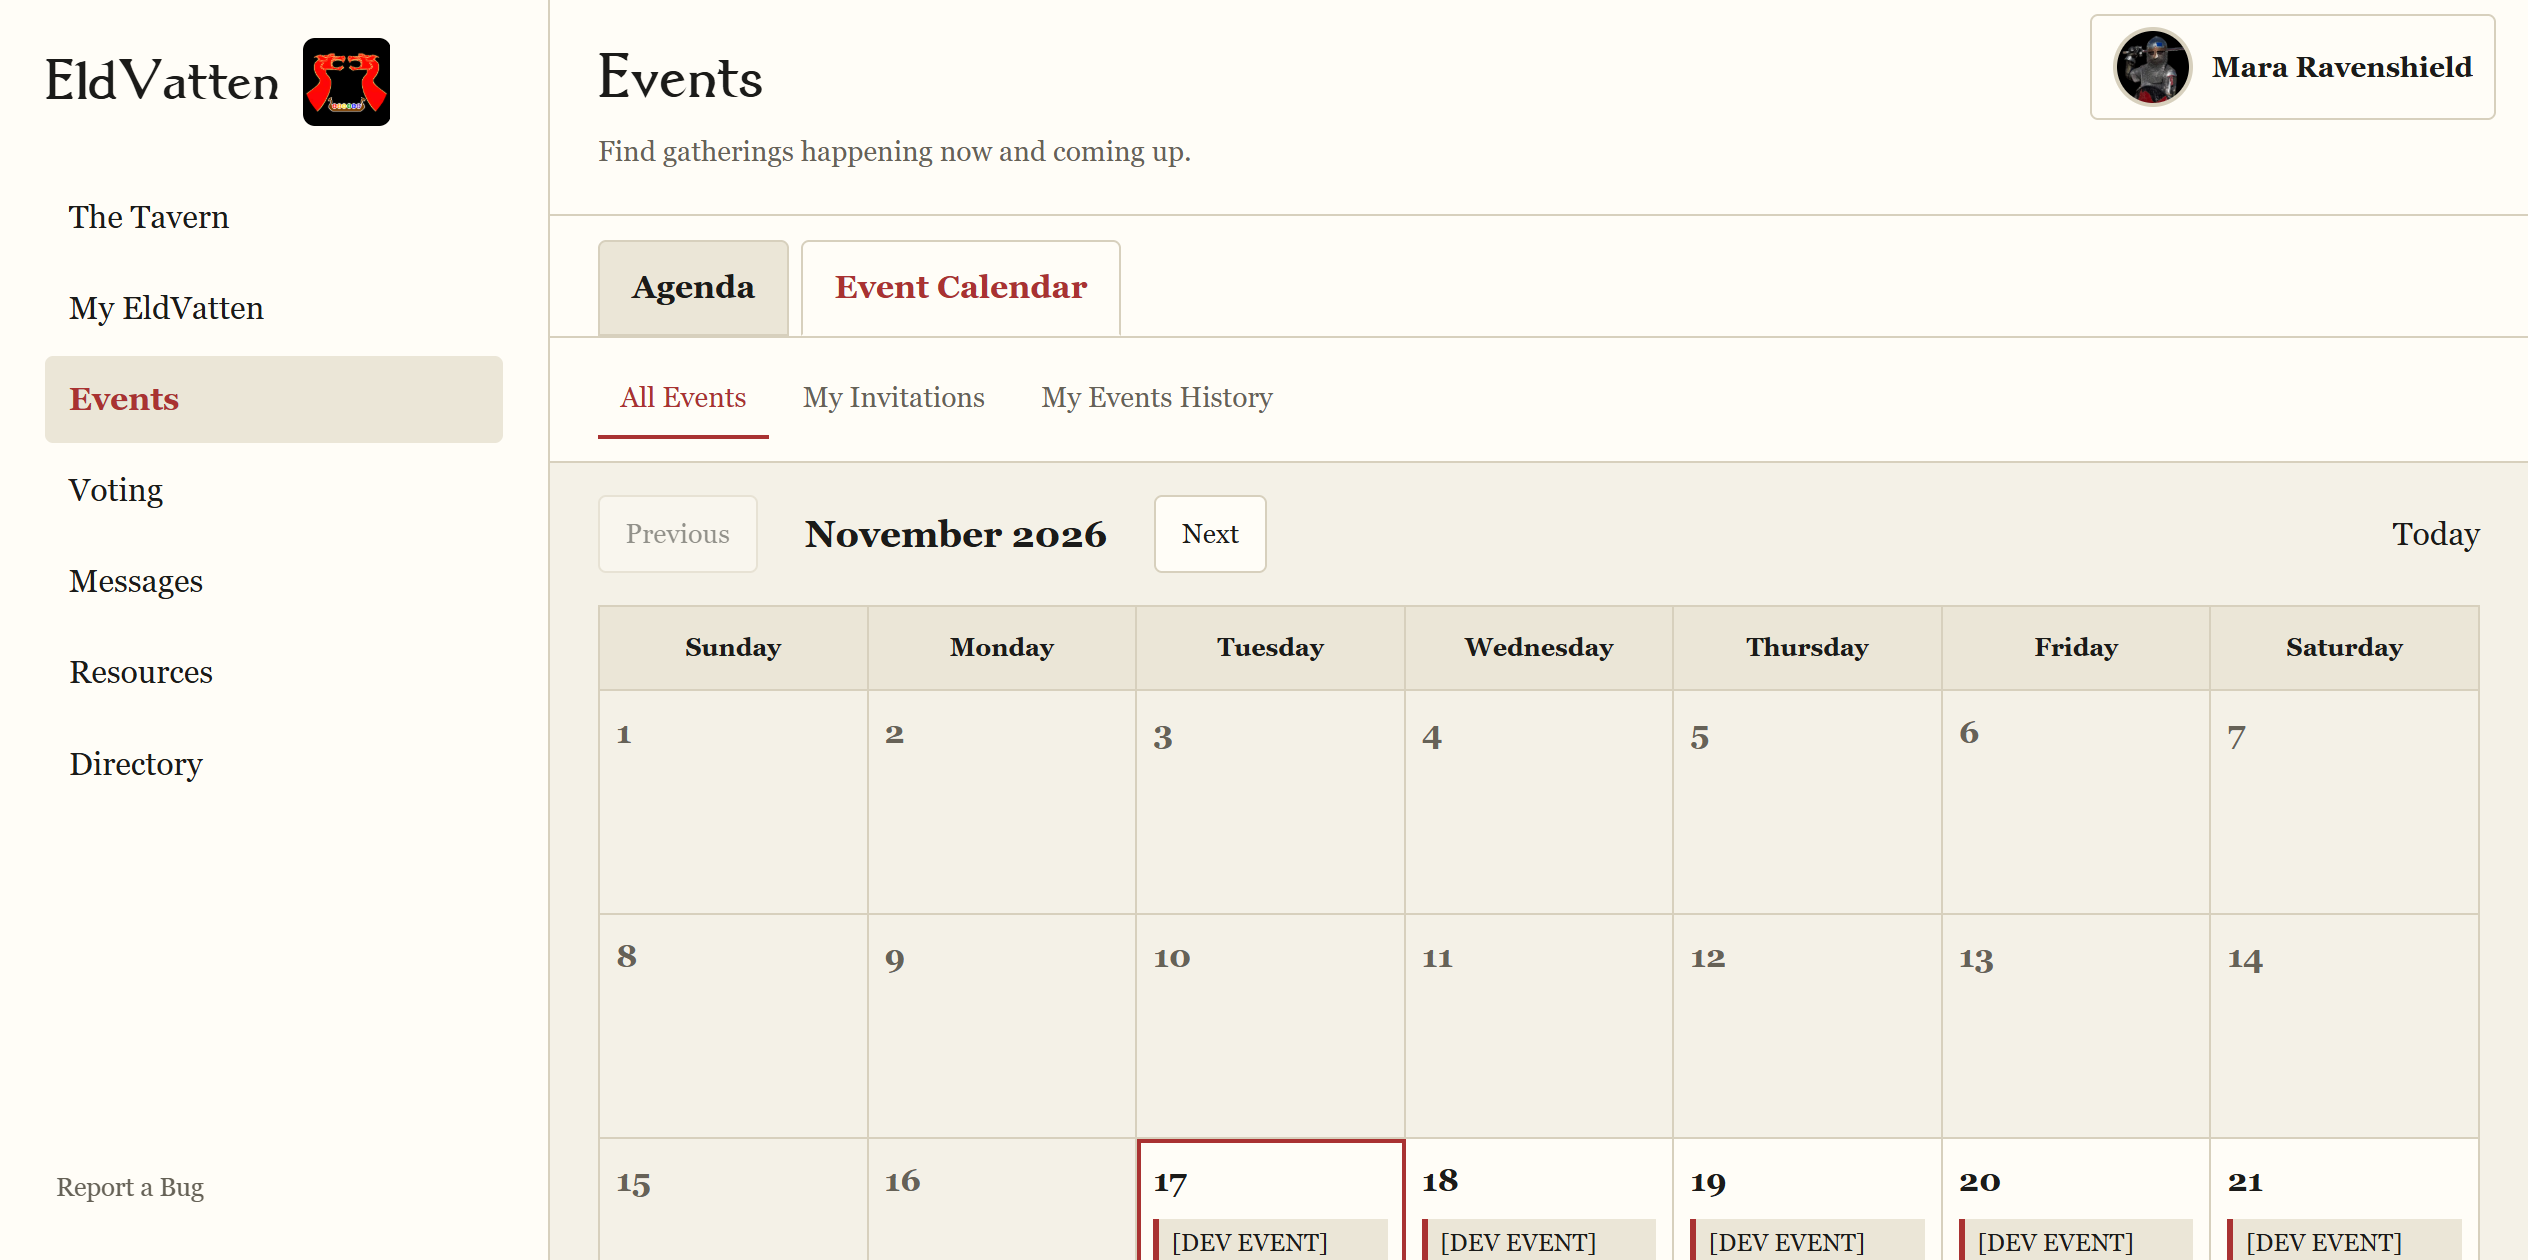 EldVatten
The Tavern
My EldVatten
Events
Voting
Messages
Resources
Directory
Report a Bug
Events
Find gatherings happening now and coming up.
Mara Ravenshield
Agenda Event Calendar
All Events My Invitations My Events History
Previous November 2026 Next Today
Sunday Monday Tuesday Wednesday Thursday Friday Saturday
1 2 3 4 5 6 7
8 9 10 11 12 13 14
15 16 17 18 19 20 21
[DEV EVENT] [DEV EVENT] [DEV EVENT] [DEV EVENT] [DEV EVENT]